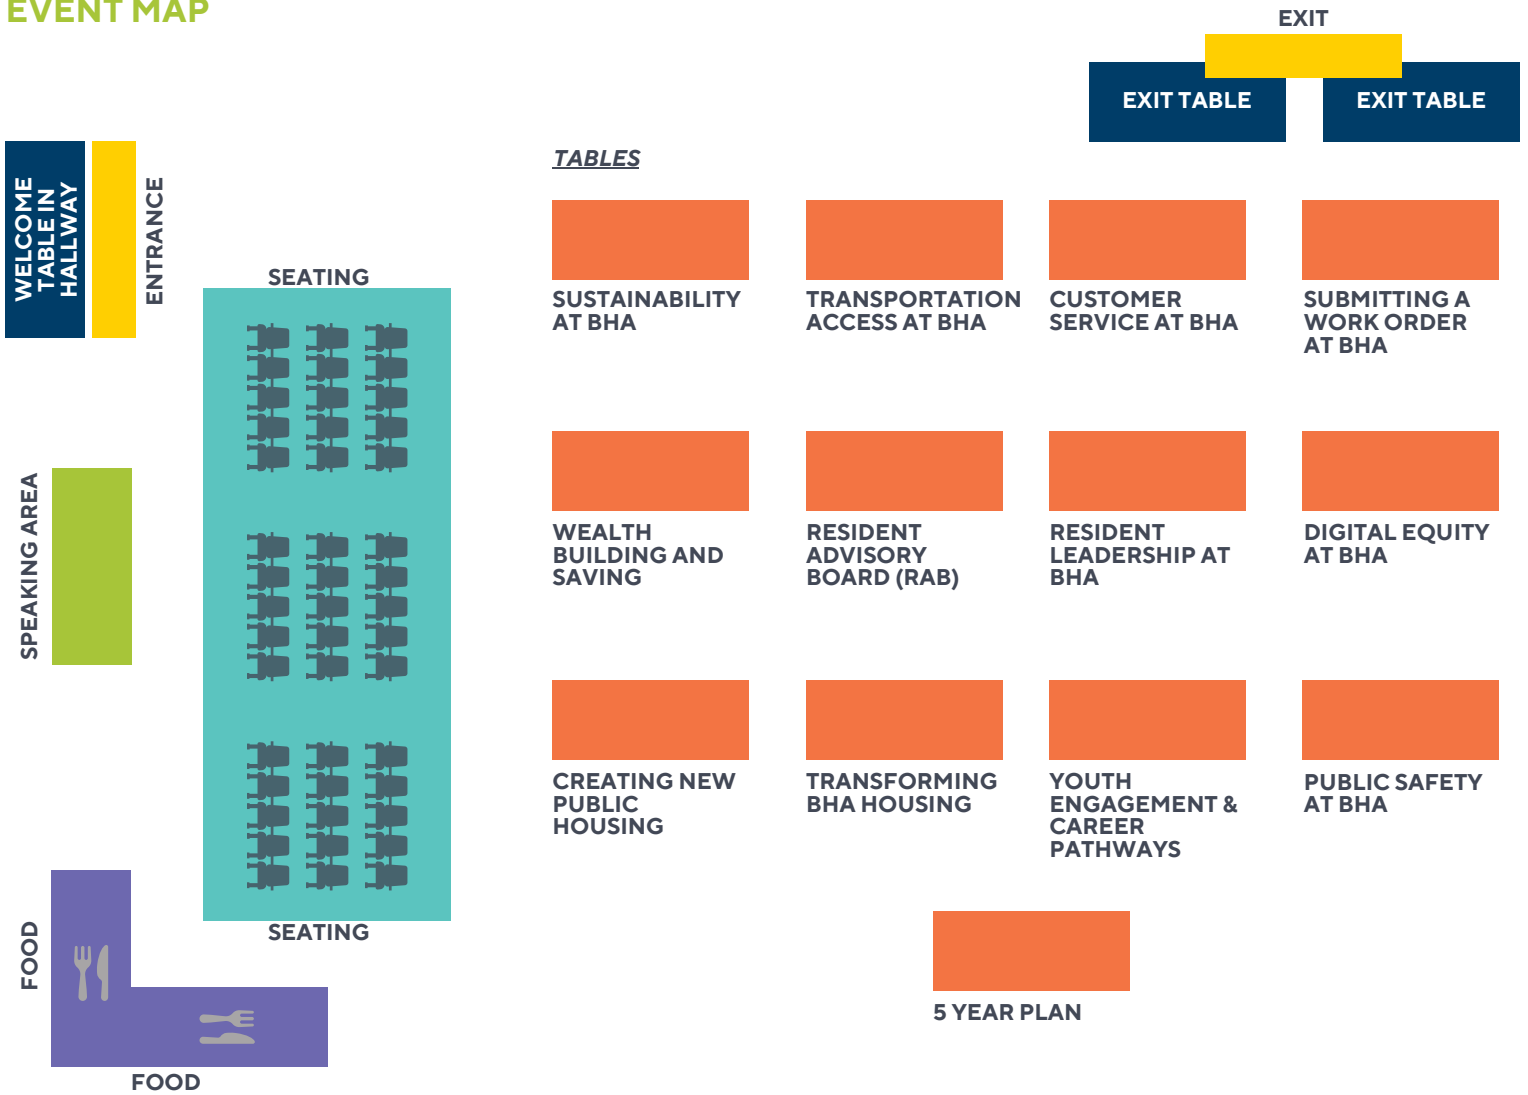 EVENT MAP
EXIT
EXIT TABLE
EXIT TABLE
WELCOME
TABLE IN
HALLWAY
ENTRANCE
TABLES
SEATING
SUSTAINABILITY
AT BHA
TRANSPORTATION
ACCESS AT BHA
CUSTOMER
SERVICE AT BHA
SUBMITTING A
WORK ORDER
AT BHA
SPEAKING AREA
WEALTH
BUILDING AND
SAVING
RESIDENT
ADVISORY
BOARD (RAB)
RESIDENT
LEADERSHIP AT
BHA
DIGITAL EQUITY
AT BHA
CREATING NEW
PUBLIC
HOUSING
TRANSFORMING
BHA HOUSING
YOUTH
ENGAGEMENT &
CAREER
PATHWAYS
PUBLIC SAFETY
AT BHA
SEATING
FOOD
FOOD
5 YEAR PLAN